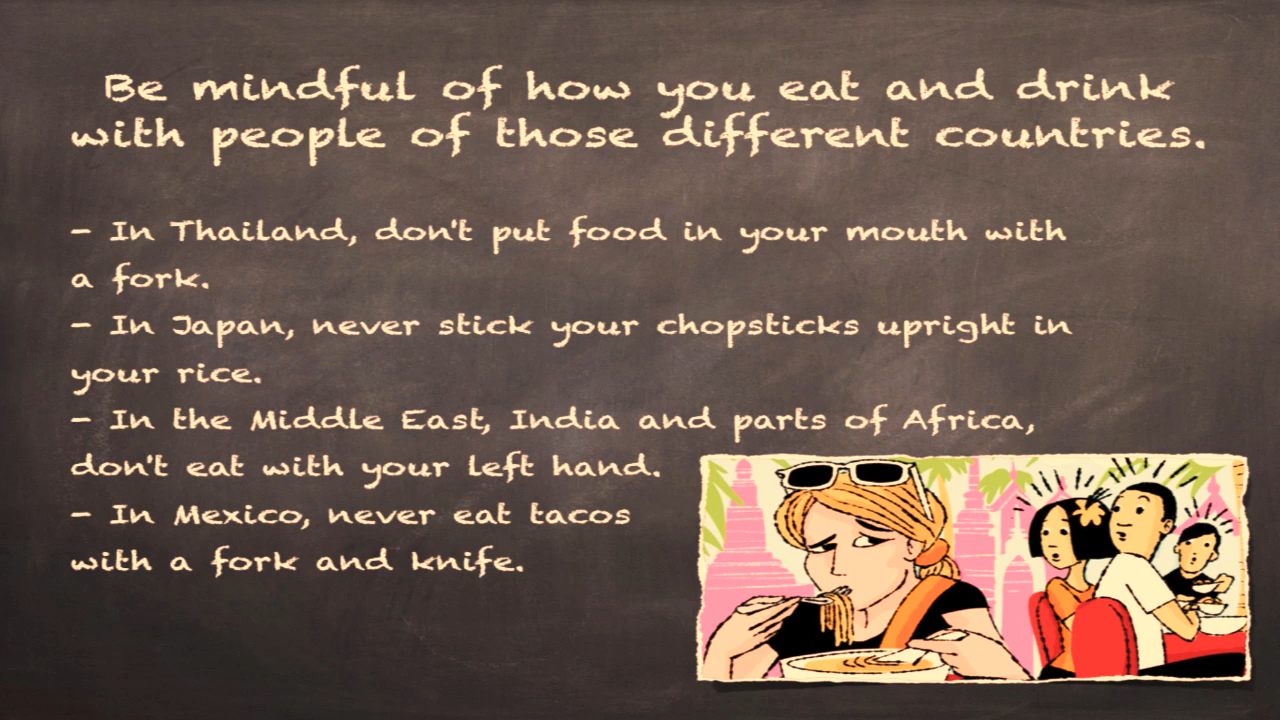 Be mindful of how you eat and drink
with people of those different countries.
- In Thailand, don't put food in your mouth with
a fork.
- In Japan, never stick your chopsticks upright in
your rice.
- In the Middle East, India and parts of Africa,
don't eat with your left hand.
- In Mexico, never eat tacos
with a fork and knife.